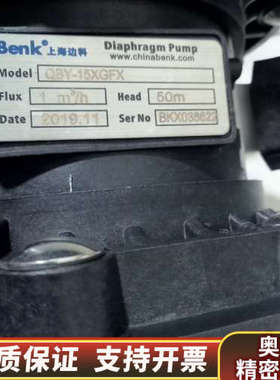 Benk 上海边科 Diaphragm Pump
www.chinabenk.com
Model QBY-15XGFX
Flux 1 m³/h Head 50m
Date 2019.11 Ser No BKX038622
质保证 支持开票
奥
精密